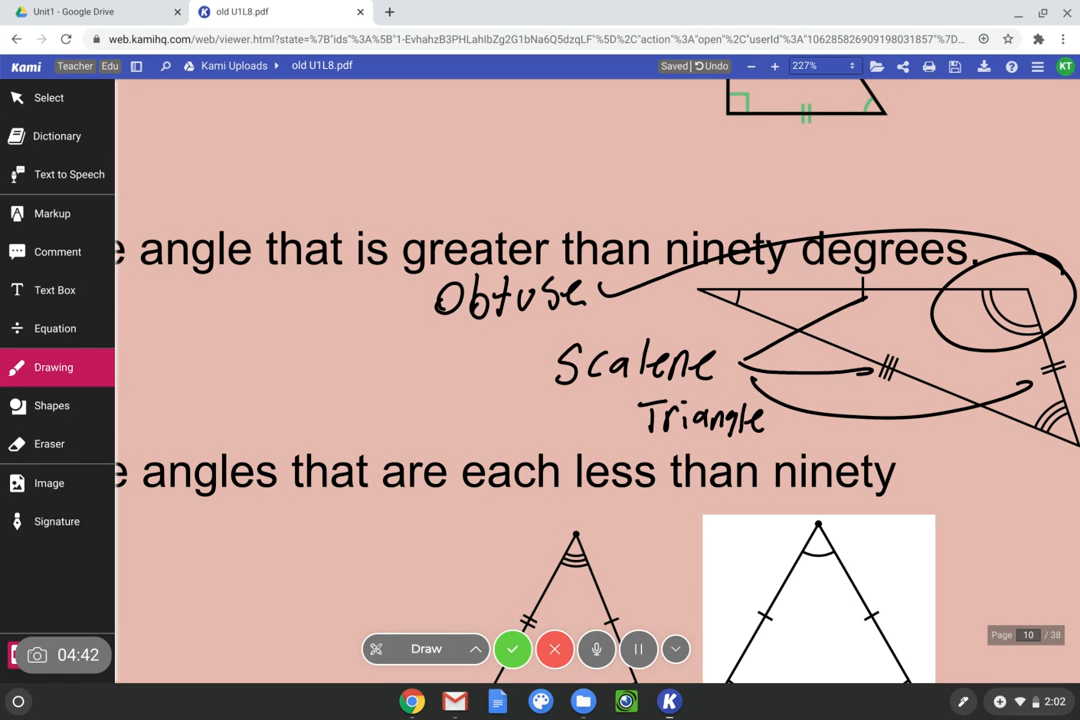 Unit1 - Google Drive
old U1L8.pdf
web.kamihq.com/web/viewer.html?state=%7B"ids"%3A%5B"1-EvhahzB3PHLahIbZg2G1bNa6Q5dzqLF"%5D%2C"action"%3A"open"%2C"userId"%3A"106285826909198031857"%7D...
Kami Teacher Edu Kami Uploads old U1L8.pdf Saved Undo 227% KT
Select
Dictionary
Text to Speech
Markup
Comment
Text Box
Equation
Drawing
Shapes
Eraser
Image
Signature
e angle that is greater than ninety degrees.
Obtuse
Scalene
Triangle
e angles that are each less than ninety
Page 10 / 38
04:42
Draw
2:02